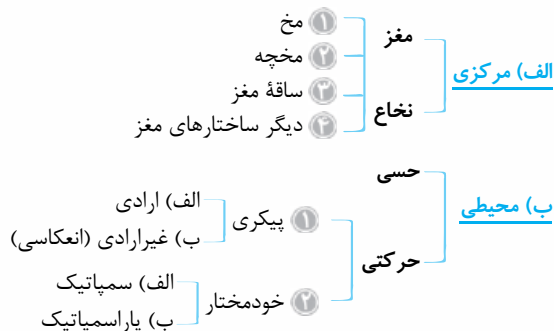 الف) مرکزی
مغز
۱ مخ
۲ مخچه
۳ ساقهٔ مغز
۴ دیگر ساختارهای مغز
نخاع
ب) محیطی
حسی
حرکتی
۱ پیکری
الف) ارادی
ب) غیرارادی (انعکاسی)
۲ خودمختار
الف) سمپاتیک
ب) پاراسمپاتیک